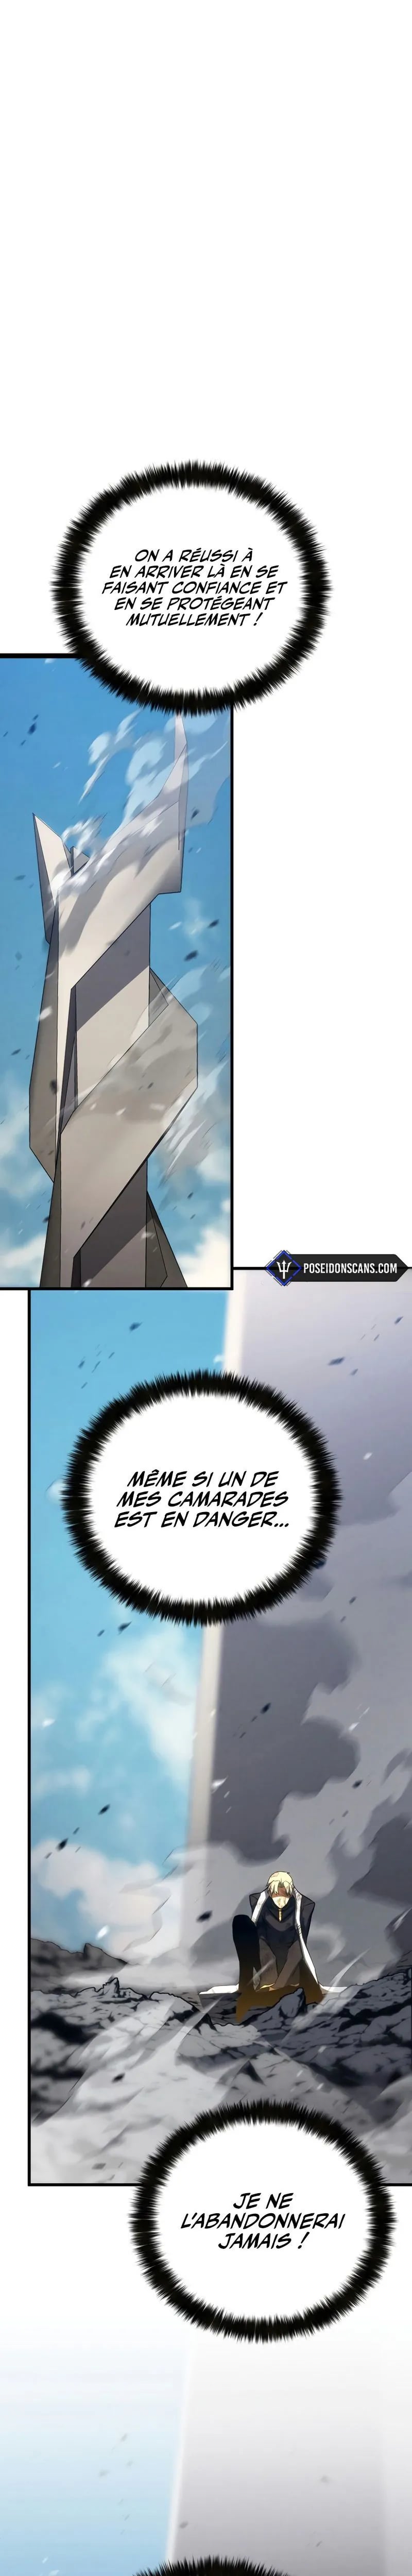 ON A RÉUSSI À
EN ARRIVER LÀ EN SE
FAISANT CONFIANCE ET
EN SE PROTÉGEANT
MUTUELLEMENT !
POSEIDONSCANS.COM
MÊME SI UN DE
MES CAMARADES
EST EN DANGER...
JE NE
L'ABANDONNERAI
JAMAIS !